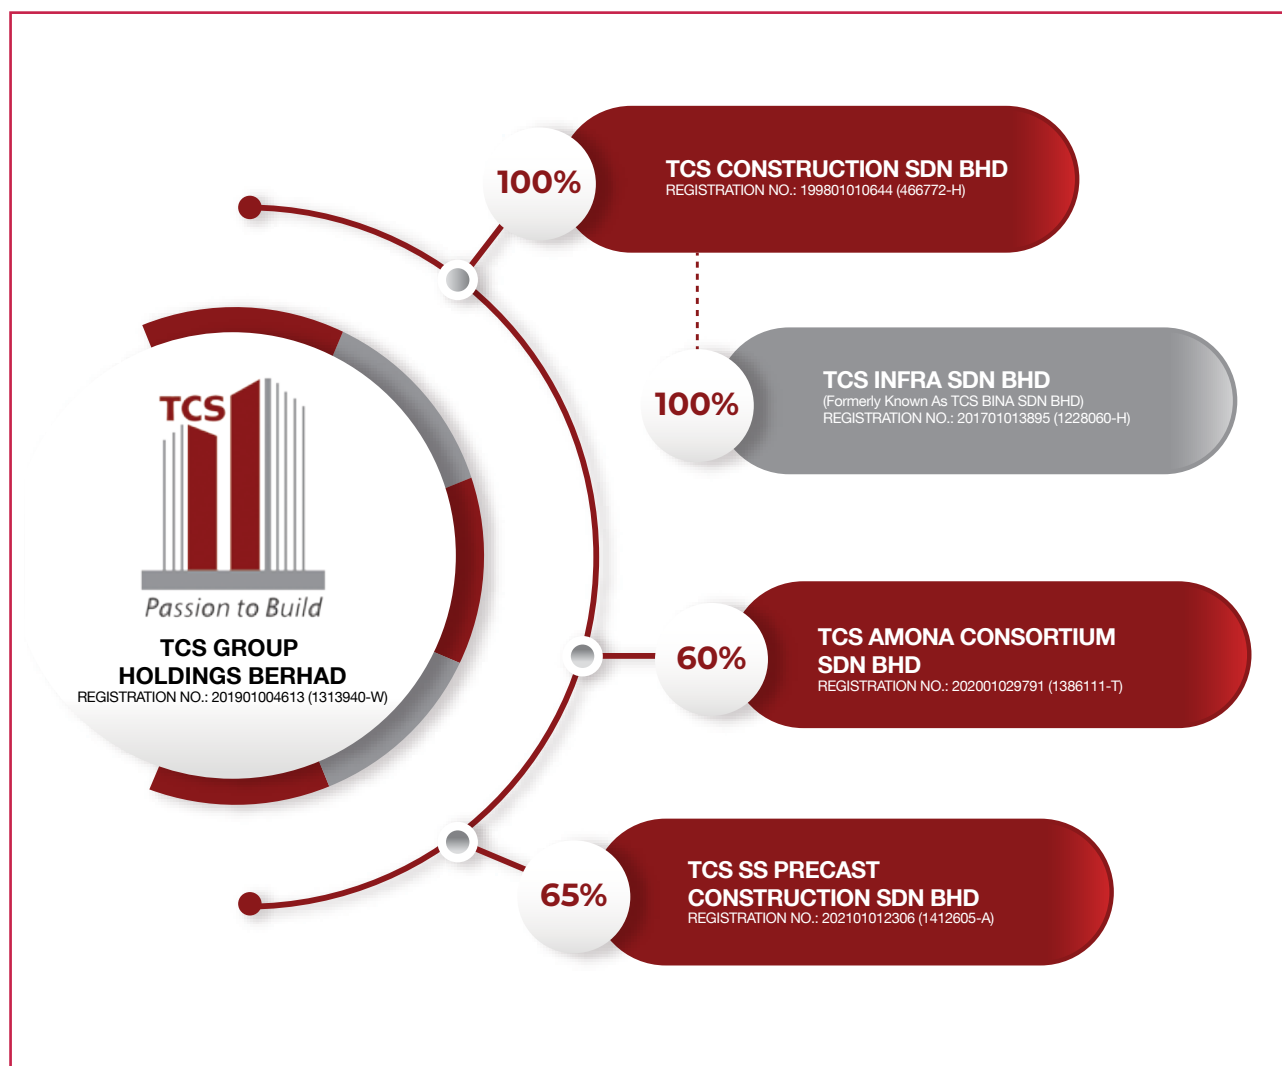 100%
TCS CONSTRUCTION SDN BHD
REGISTRATION NO.: 199801010644 (466772-H)
100%
TCS INFRA SDN BHD
(Formerly Known As TCS BINA SDN BHD)
REGISTRATION NO.: 201701013895 (1228060-H)
TCS
Passion to Build
TCS GROUP
HOLDINGS BERHAD
REGISTRATION NO.: 201901004613 (1313940-W)
60%
TCS AMONA CONSORTIUM
SDN BHD
REGISTRATION NO.: 202001029791 (1386111-T)
65%
TCS SS PRECAST
CONSTRUCTION SDN BHD
REGISTRATION NO.: 202101012306 (1412605-A)